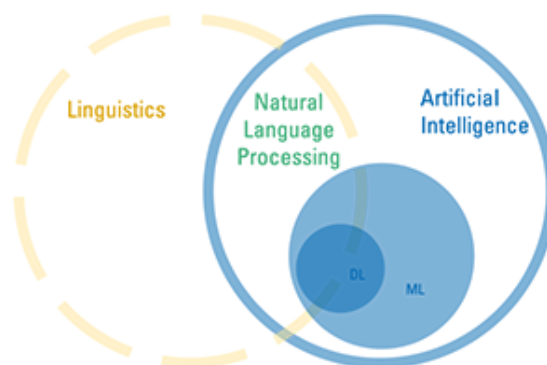 Linguistics
Natural
Language
Processing
Artificial
Intelligence
DL
ML